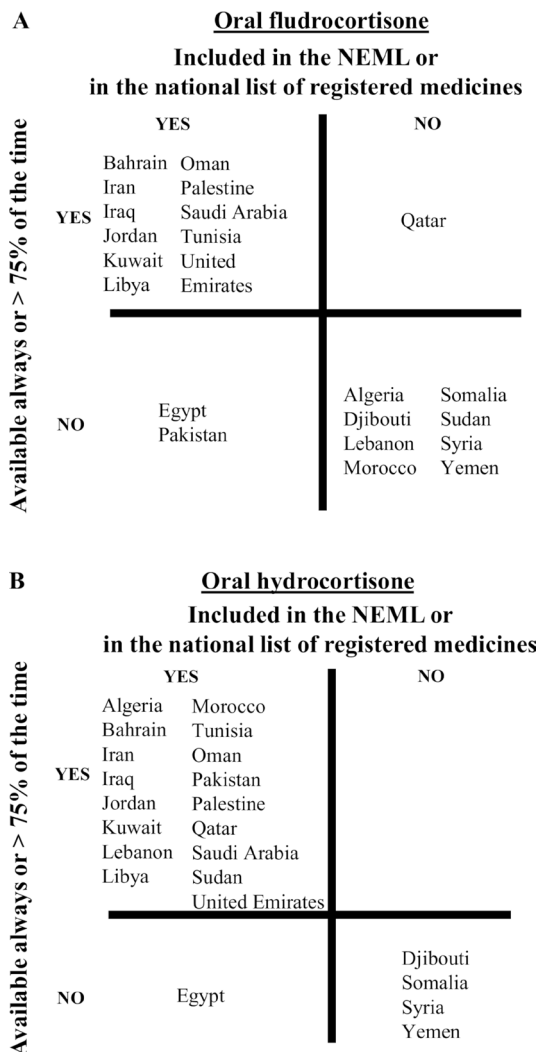 A
Oral fludrocortisone
Included in the NEML or
in the national list of registered medicines
YES NO
Available always or > 75% of the time
YES
Bahrain Oman
Iran Palestine
Iraq Saudi Arabia
Jordan Tunisia
Kuwait United
Libya Emirates
Qatar
NO
Egypt
Pakistan
Algeria Somalia
Djibouti Sudan
Lebanon Syria
Morocco Yemen
B
Oral hydrocortisone
Included in the NEML or
in the national list of registered medicines
YES NO
Available always or > 75% of the time
YES
Algeria Morocco
Bahrain Tunisia
Iran Oman
Iraq Pakistan
Jordan Palestine
Kuwait Qatar
Lebanon Saudi Arabia
Libya Sudan
United Emirates
NO
Egypt
Djibouti
Somalia
Syria
Yemen